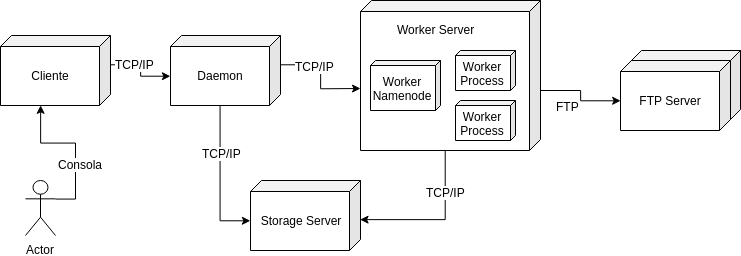 Worker Server
Cliente
TCP/IP
Daemon
TCP/IP
Worker
Namenode
Worker
Process
Worker
Process
FTP
FTP Server
Consola
TCP/IP
TCP/IP
Storage Server
Actor